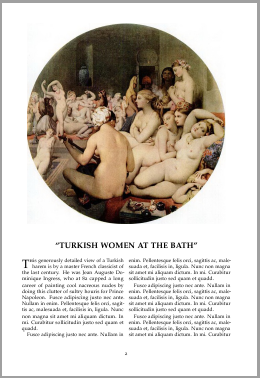 "TURKISH WOMEN AT THE BATH"
This generously detailed view of a Turkish
harem is by a master French classicist of
the last century. He was Jean Auguste Do-
minique Ingres, who at 82 capped a long
career of painting cool numerous nudes by
doing this clutter of sultry houris for Prince
Napoleon. Fusce adipiscing justo nec ante.
Nullam in enim. Pellentesque felis orci, sagit-
tis ac, malesuada et, facilisis in, ligula. Nunc
non magna sit amet mi aliquam dictum. In
mi. Curabitur sollicitudin justo sed quam et
quadd.
Fusce adipiscing justo nec ante. Nullam in
enim. Pellentesque felis orci, sagittis ac, male-
suada et, facilisis in, ligula. Nunc non magna
sit amet mi aliquam dictum. In mi. Curabitur
sollicitudin justo sed quam et quadd.
Fusce adipiscing justo nec ante. Nullam in
enim. Pellentesque felis orci, sagittis ac, male-
suada et, facilisis in, ligula. Nunc non magna
sit amet mi aliquam dictum. In mi. Curabitur
sollicitudin justo sed quam et quadd.
Fusce adipiscing justo nec ante. Nullam in
enim. Pellentesque felis orci, sagittis ac, male-
suada et, facilisis in, ligula. Nunc non magna
sit amet mi aliquam dictum. In mi. Curabitur
4